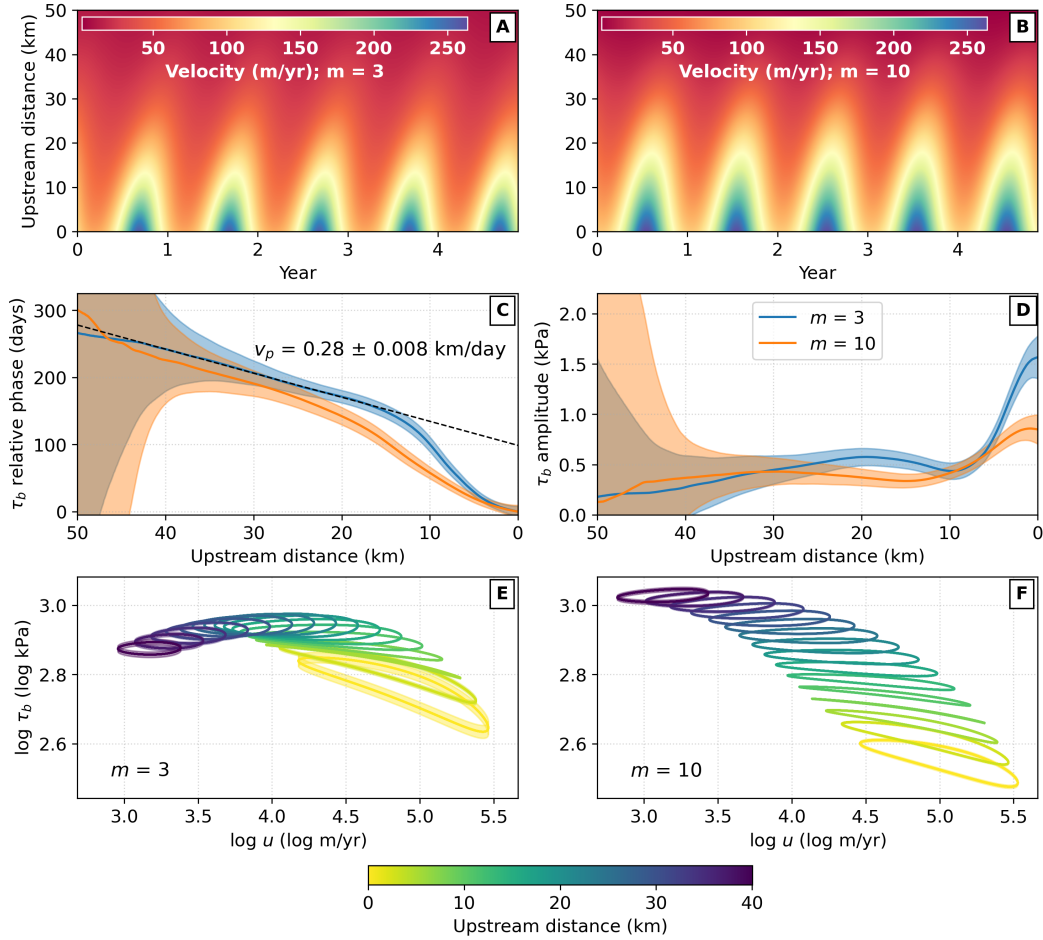 50
40
30
20
10
0
Upstream distance (km)
50 100 150 200 250
Velocity (m/yr); m = 3
A
0 1 2 3 4
Year
50
40
30
20
10
0
50 100 150 200 250
Velocity (m/yr); m = 10
B
0 1 2 3 4
Year
300
200
100
0
τb relative phase (days)
C
vp = 0.28 ± 0.008 km/day
50 40 30 20 10 0
Upstream distance (km)
2.0
1.5
1.0
0.5
0.0
τb amplitude (kPa)
m = 3
m = 10
D
50 40 30 20 10 0
Upstream distance (km)
3.0
2.8
2.6
log τb (log kPa)
E
m = 3
3.0 3.5 4.0 4.5 5.0 5.5
log u (log m/yr)
3.0
2.8
2.6
F
m = 10
3.0 3.5 4.0 4.5 5.0 5.5
log u (log m/yr)
0 10 20 30 40
Upstream distance (km)